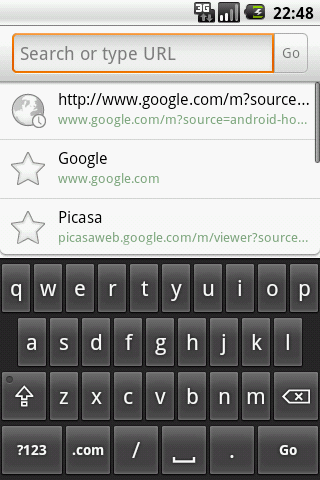 3G 22:48
Search or type URL Go
http://www.google.com/m?source...
www.google.com/m?source=android-ho...
Google
www.google.com
Picasa
picasaweb.google.com/m/viewer?source...
q w e r t y u i o p
a s d f g h j k l
z x c v b n m
?123 .com / . Go